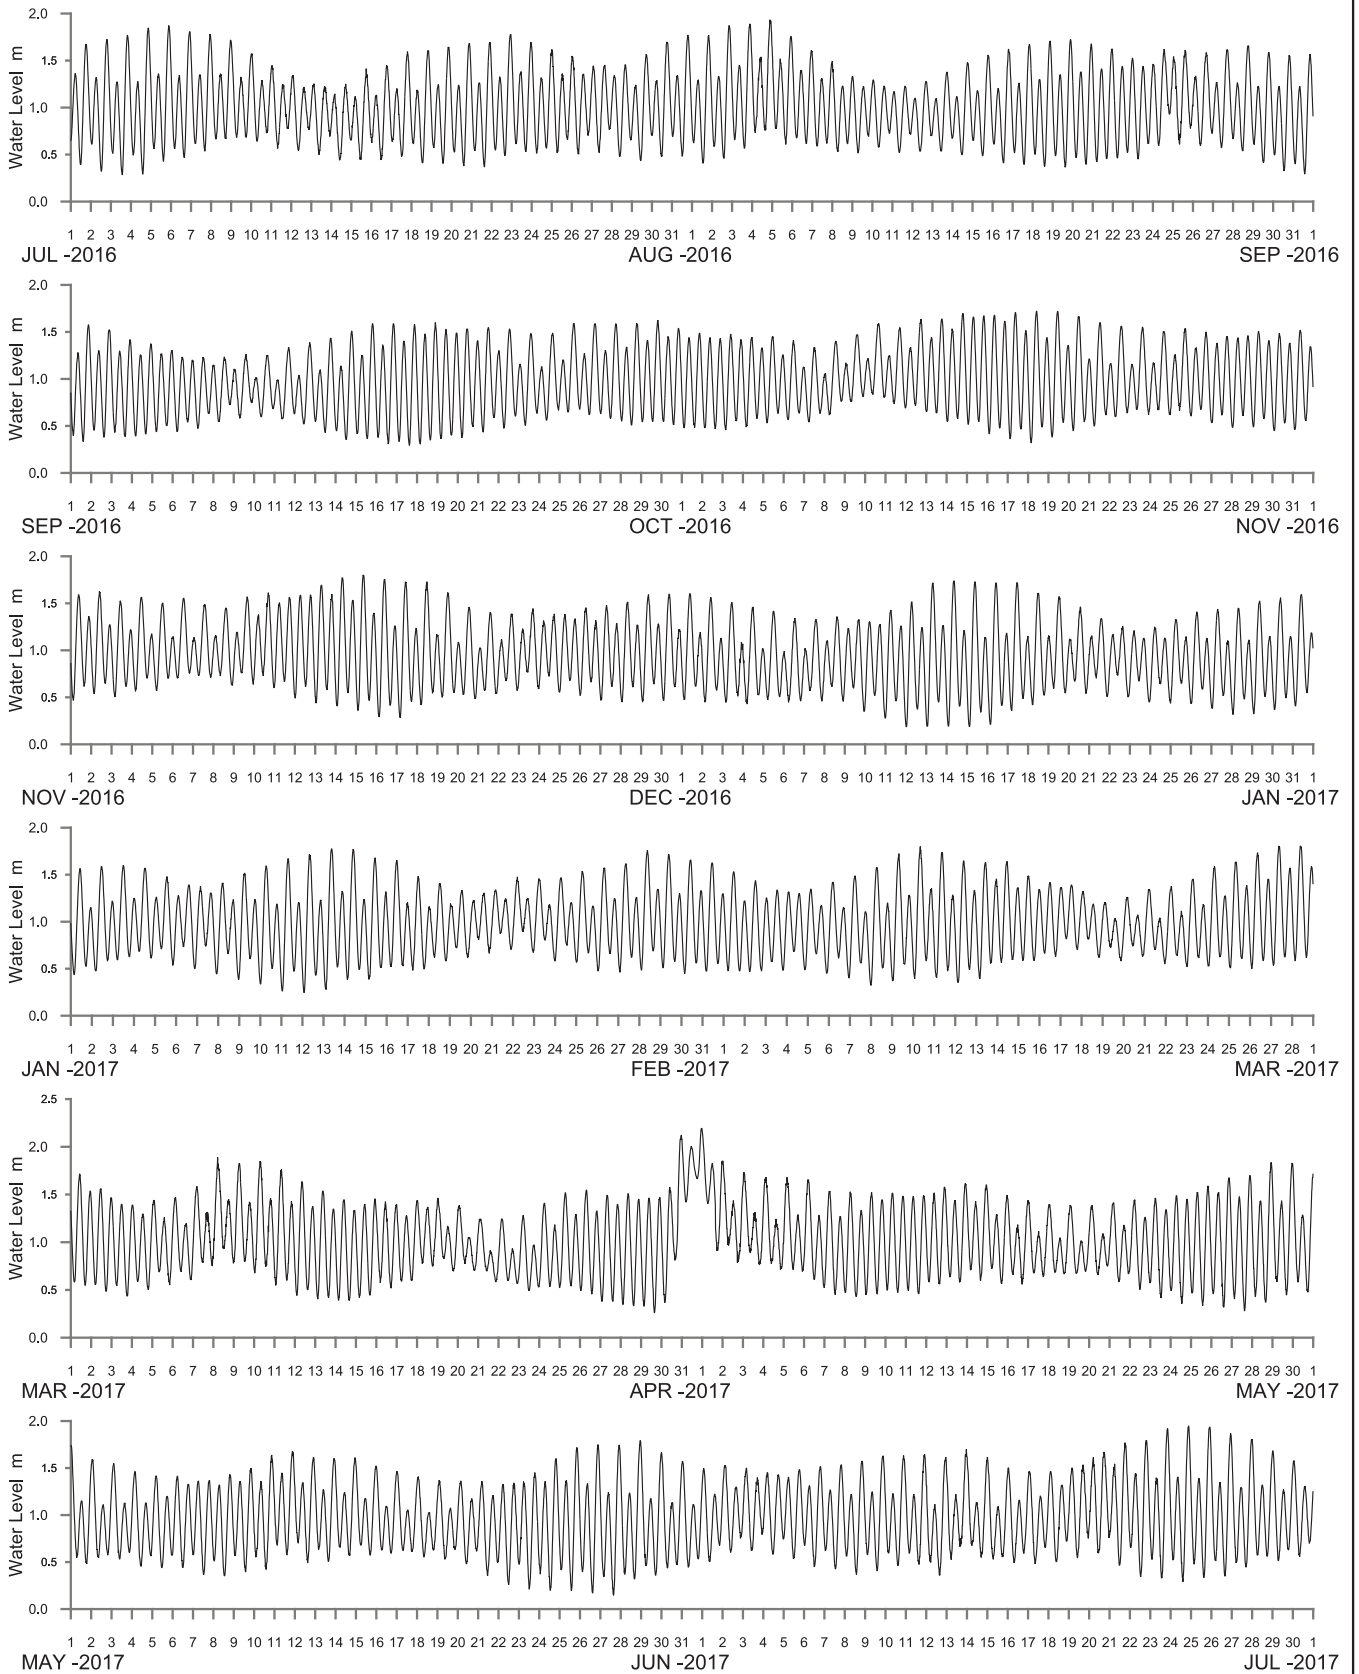 2.0
1.5
1.0
0.5
0.0
Water Level m
1 2 3 4 5 6 7 8 9 10 11 12 13 14 15 16 17 18 19 20 21 22 23 24 25 26 27 28 29 30 31 1 2 3 4 5 6 7 8 9 10 11 12 13 14 15 16 17 18 19 20 21 22 23 24 25 26 27 28 29 30 31 1
JUL -2016 AUG -2016 SEP -2016
2.0
1.5
1.0
0.5
0.0
Water Level m
1 2 3 4 5 6 7 8 9 10 11 12 13 14 15 16 17 18 19 20 21 22 23 24 25 26 27 28 29 30 1 2 3 4 5 6 7 8 9 10 11 12 13 14 15 16 17 18 19 20 21 22 23 24 25 26 27 28 29 30 31 1
SEP -2016 OCT -2016 NOV -2016
2.0
1.5
1.0
0.5
0.0
Water Level m
1 2 3 4 5 6 7 8 9 10 11 12 13 14 15 16 17 18 19 20 21 22 23 24 25 26 27 28 29 30 1 2 3 4 5 6 7 8 9 10 11 12 13 14 15 16 17 18 19 20 21 22 23 24 25 26 27 28 29 30 31 1
NOV -2016 DEC -2016 JAN -2017
2.0
1.5
1.0
0.5
0.0
Water Level m
1 2 3 4 5 6 7 8 9 10 11 12 13 14 15 16 17 18 19 20 21 22 23 24 25 26 27 28 29 30 31 1 2 3 4 5 6 7 8 9 10 11 12 13 14 15 16 17 18 19 20 21 22 23 24 25 26 27 28 1
JAN -2017 FEB -2017 MAR -2017
2.5
2.0
1.5
1.0
0.5
0.0
Water Level m
1 2 3 4 5 6 7 8 9 10 11 12 13 14 15 16 17 18 19 20 21 22 23 24 25 26 27 28 29 30 31 1 2 3 4 5 6 7 8 9 10 11 12 13 14 15 16 17 18 19 20 21 22 23 24 25 26 27 28 29 30 1
MAR -2017 APR -2017 MAY -2017
2.0
1.5
1.0
0.5
0.0
Water Level m
1 2 3 4 5 6 7 8 9 10 11 12 13 14 15 16 17 18 19 20 21 22 23 24 25 26 27 28 29 30 31 1 2 3 4 5 6 7 8 9 10 11 12 13 14 15 16 17 18 19 20 21 22 23 24 25 26 27 28 29 30 1
MAY -2017 JUN -2017 JUL -2017